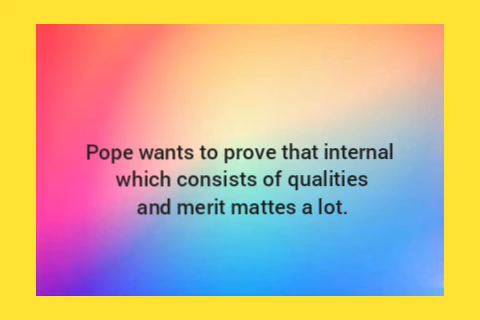 Pope wants to prove that internal
which consists of qualities
and merit mattes a lot.